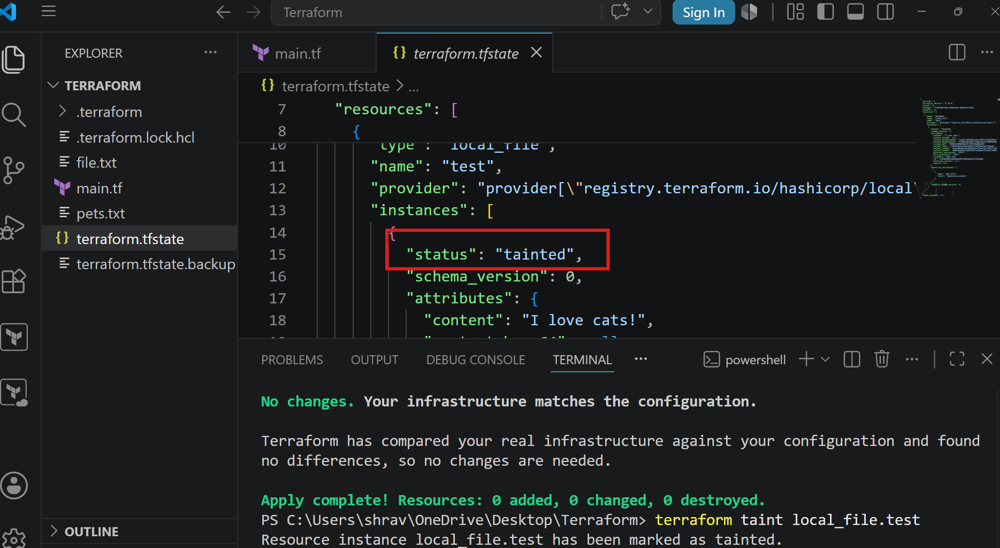 Terraform
Sign In
EXPLORER
TERRAFORM
.terraform
.terraform.lock.hcl
file.txt
main.tf
pets.txt
terraform.tfstate
terraform.tfstate.backup
OUTLINE
main.tf
{} terraform.tfstate
{} terraform.tfstate > ...
7 "resources": [
8 {
10 "type": "local_file",
11 "name": "test",
12 "provider": "provider[\"registry.terraform.io/hashicorp/local\"]",
13 "instances": [
14 {
15 "status": "tainted",
16 "schema_version": 0,
17 "attributes": {
18 "content": "I love cats!",
PROBLEMS OUTPUT DEBUG CONSOLE TERMINAL ... powershell
No changes. Your infrastructure matches the configuration.
Terraform has compared your real infrastructure against your configuration and found
no differences, so no changes are needed.
Apply complete! Resources: 0 added, 0 changed, 0 destroyed.
PS C:\Users\shrav\OneDrive\Desktop\Terraform> terraform taint local_file.test
Resource instance local_file.test has been marked as tainted.